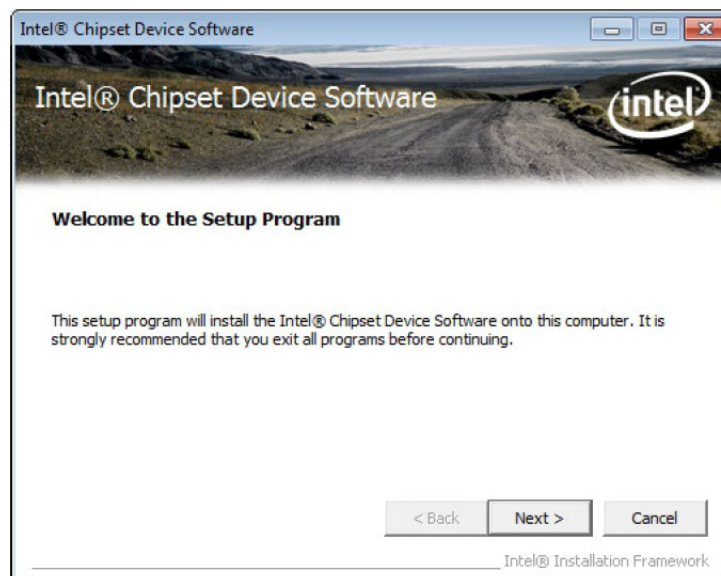 Intel® Chipset Device Software
Intel® Chipset Device Software
intel
Welcome to the Setup Program
This setup program will install the Intel® Chipset Device Software onto this computer. It is
strongly recommended that you exit all programs before continuing.
< Back Next > Cancel
Intel® Installation Framework